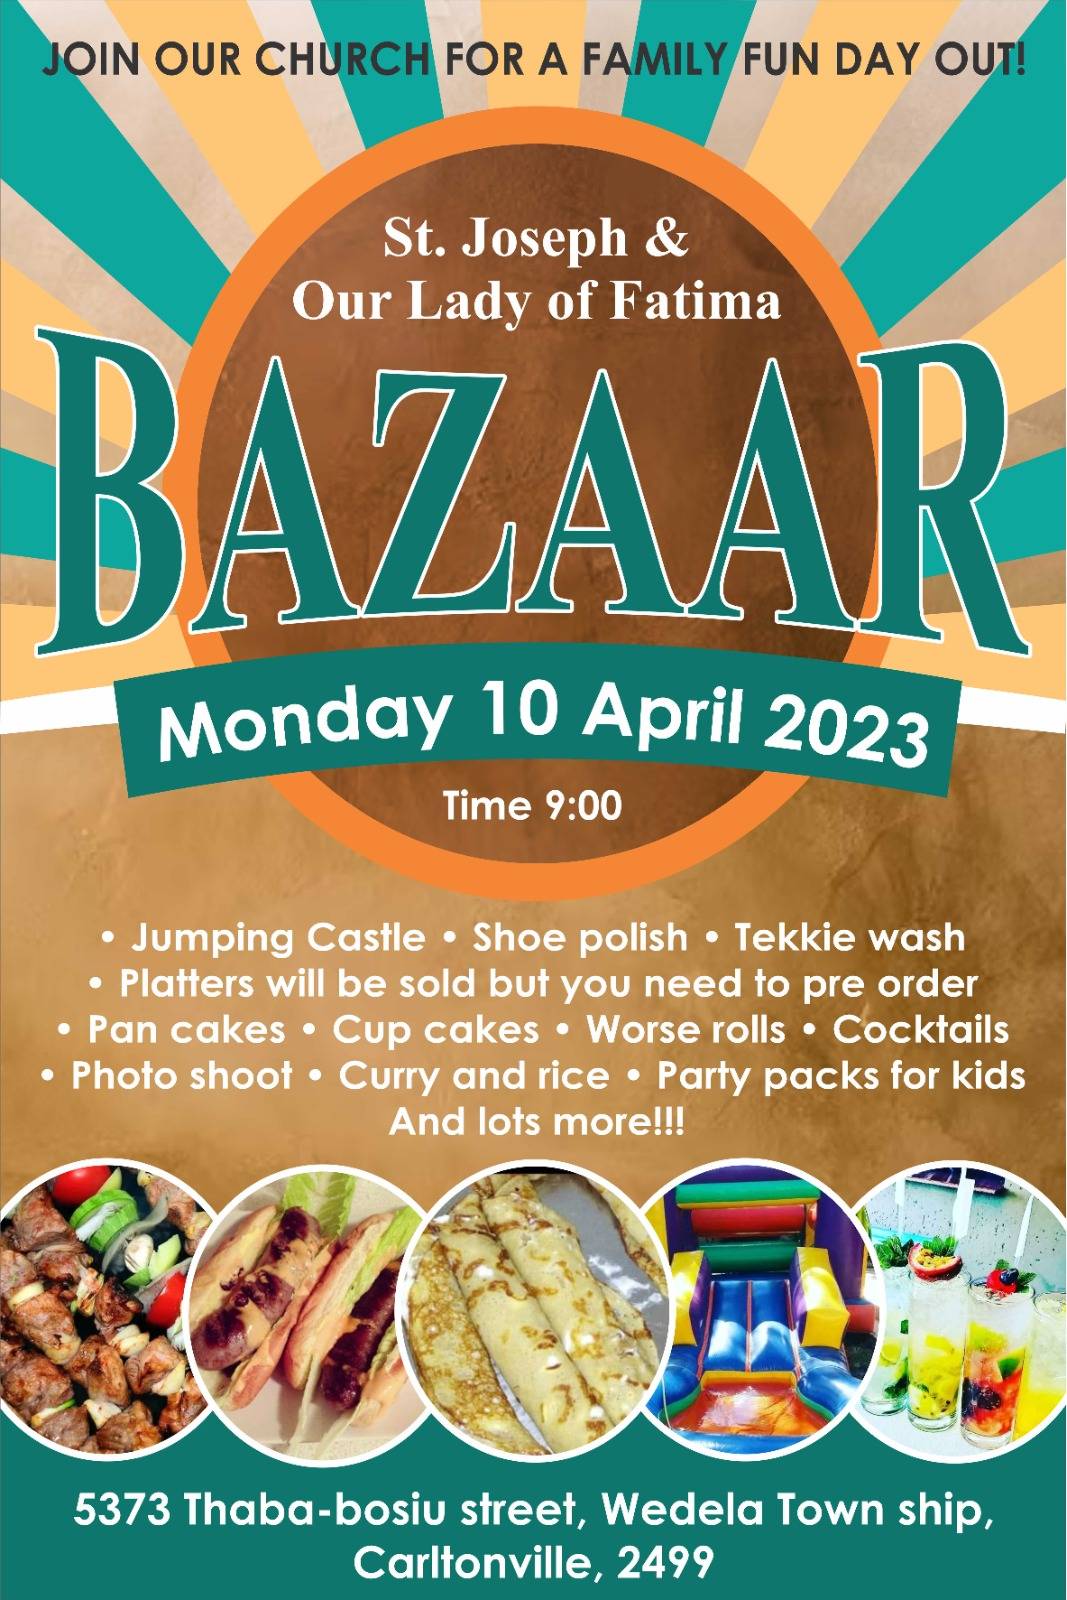 JOIN OUR CHURCH FOR A FAMILY FUN DAY OUT!
St. Joseph &
Our Lady of Fatima
BAZAAR
Monday 10 April 2023
Time 9:00
• Jumping Castle • Shoe polish • Tekkie wash
• Platters will be sold but you need to pre order
• Pan cakes • Cup cakes • Worse rolls • Cocktails
• Photo shoot • Curry and rice • Party packs for kids
And lots more!!!
5373 Thaba-bosiu street, Wedela Town ship,
Carltonville, 2499